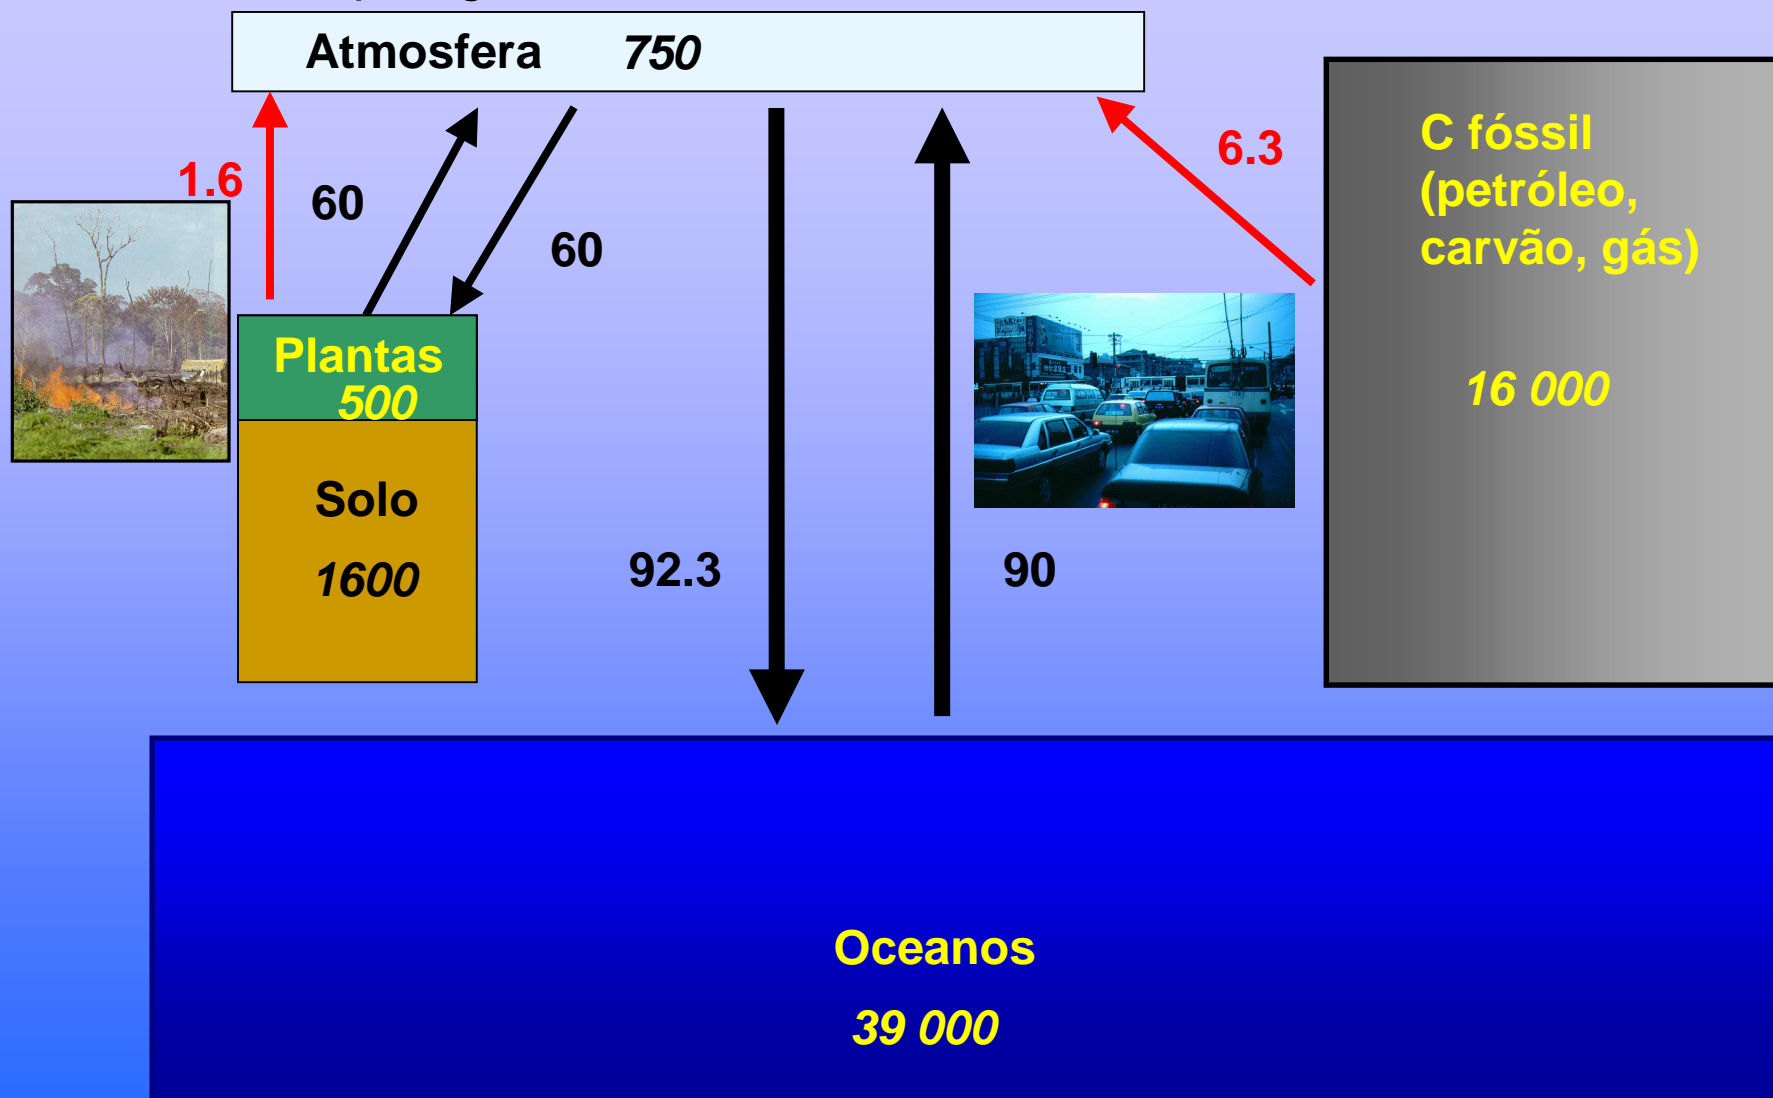 Atmosfera 750
1.6
60
60
6.3
C fóssil
(petróleo,
carvão, gás)
16 000
Plantas
500
Solo
1600
92.3
90
Oceanos
39 000